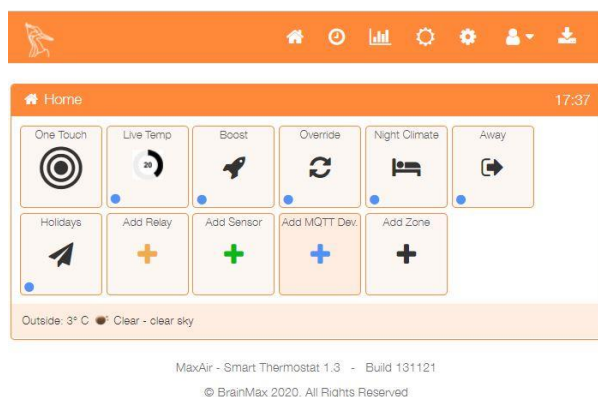 Home 17:37
One Touch Live Temp Boost Override Night Climate Away
20
Holidays Add Relay Add Sensor Add MQTT Dev. Add Zone
Outside: 3° C Clear - clear sky
MaxAir - Smart Thermostat 1.3 - Build 131121
© BrainMax 2020. All Rights Reserved